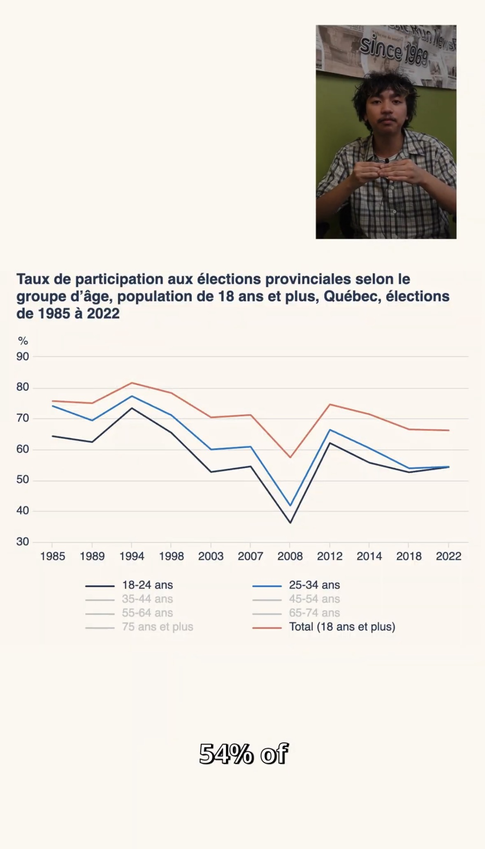 since 1969
Taux de participation aux élections provinciales selon le
groupe d'âge, population de 18 ans et plus, Québec, élections
de 1985 à 2022
%
90
80
70
60
50
40
30
1985 1989 1994 1998 2003 2007 2008 2012 2014 2018 2022
18-24 ans 25-34 ans
35-44 ans 45-54 ans
55-64 ans 65-74 ans
75 ans et plus Total (18 ans et plus)
54% of